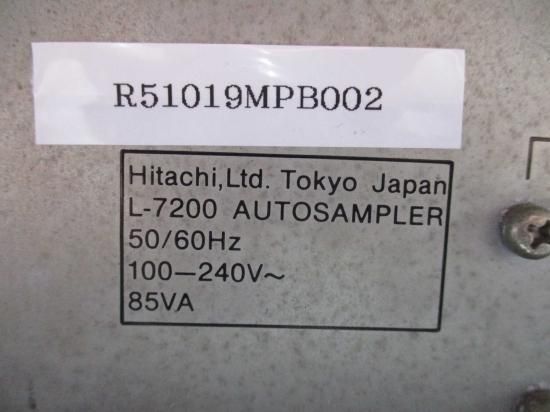 R51019MPB002
Hitachi,Ltd. Tokyo Japan
L-7200 AUTOSAMPLER
50/60Hz
100—240V～
85VA